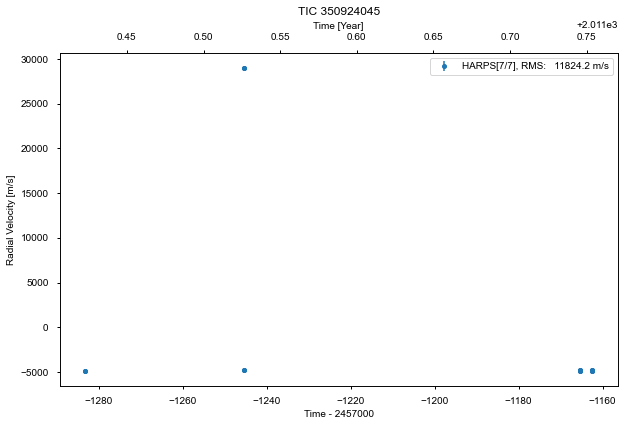 TIC 350924045
Time [Year]
+2.011e3
0.45 0.50 0.55 0.60 0.65 0.70 0.75
HARPS[7/7], RMS: 11824.2 m/s
30000
25000
20000
15000
10000
5000
0
−5000
Radial Velocity [m/s]
−1280 −1260 −1240 −1220 −1200 −1180 −1160
Time - 2457000